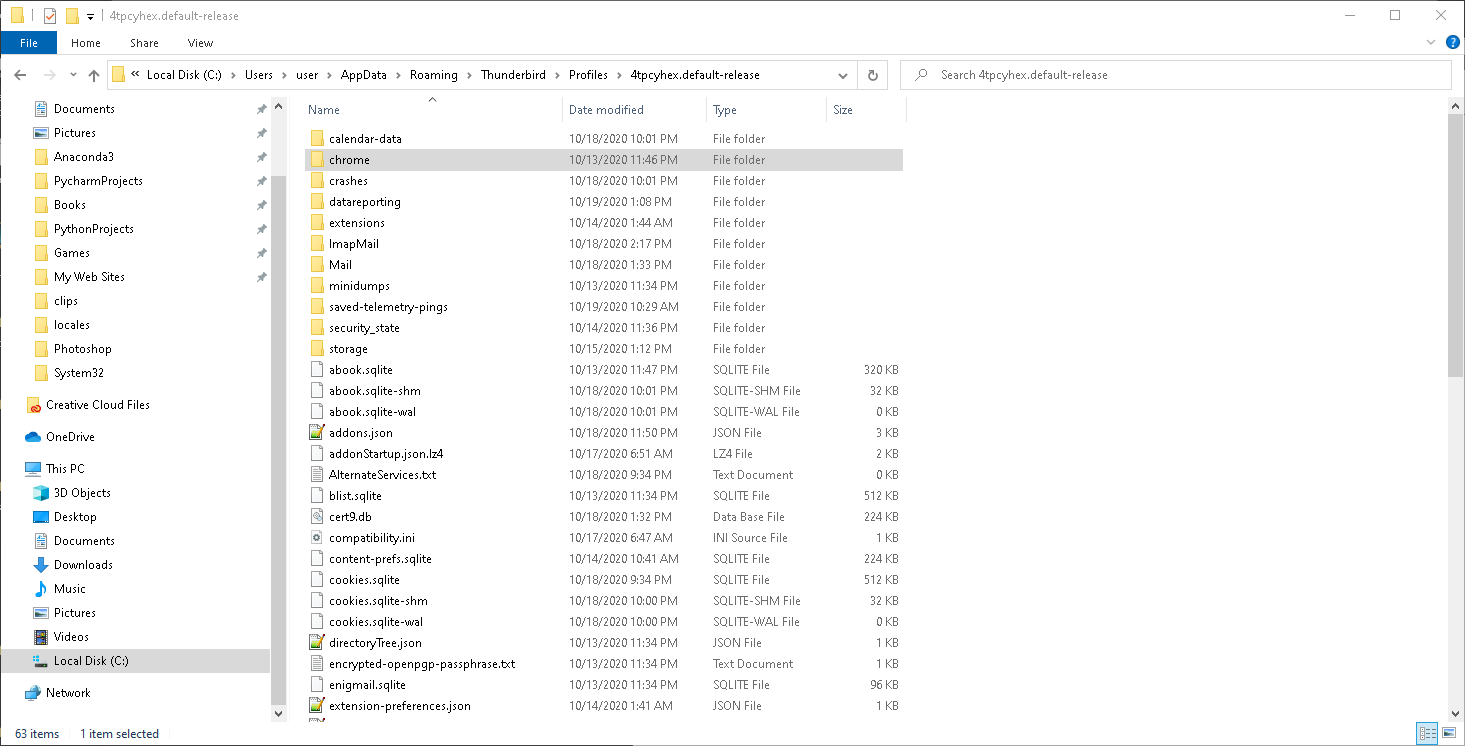 4tpcyhex.default-release
File Home Share View
« Local Disk (C:) › Users › user › AppData › Roaming › Thunderbird › Profiles › 4tpcyhex.default-release
Search 4tpcyhex.default-release
Documents
Pictures
Anaconda3
PycharmProjects
Books
PythonProjects
Games
My Web Sites
clips
locales
Photoshop
System32
Creative Cloud Files
OneDrive
This PC
3D Objects
Desktop
Documents
Downloads
Music
Pictures
Videos
Local Disk (C:)
Network
Name Date modified Type Size
calendar-data 10/18/2020 10:01 PM File folder
chrome 10/13/2020 11:46 PM File folder
crashes 10/18/2020 10:01 PM File folder
datareporting 10/19/2020 1:08 PM File folder
extensions 10/14/2020 1:44 AM File folder
ImapMail 10/18/2020 2:17 PM File folder
Mail 10/18/2020 1:33 PM File folder
minidumps 10/13/2020 11:34 PM File folder
saved-telemetry-pings 10/19/2020 10:29 AM File folder
security_state 10/14/2020 11:36 PM File folder
storage 10/15/2020 1:12 PM File folder
abook.sqlite 10/13/2020 11:47 PM SQLITE File 320 KB
abook.sqlite-shm 10/18/2020 10:01 PM SQLITE-SHM File 32 KB
abook.sqlite-wal 10/18/2020 10:01 PM SQLITE-WAL File 0 KB
addons.json 10/18/2020 11:50 PM JSON File 3 KB
addonStartup.json.lz4 10/17/2020 6:51 AM LZ4 File 2 KB
AlternateServices.txt 10/18/2020 9:34 PM Text Document 0 KB
blist.sqlite 10/13/2020 11:34 PM SQLITE File 512 KB
cert9.db 10/18/2020 1:32 PM Data Base File 224 KB
compatibility.ini 10/17/2020 6:47 AM INI Source File 1 KB
content-prefs.sqlite 10/14/2020 10:41 AM SQLITE File 224 KB
cookies.sqlite 10/18/2020 9:34 PM SQLITE File 512 KB
cookies.sqlite-shm 10/18/2020 10:00 PM SQLITE-SHM File 32 KB
cookies.sqlite-wal 10/18/2020 10:00 PM SQLITE-WAL File 0 KB
directoryTree.json 10/13/2020 11:34 PM JSON File 1 KB
encrypted-openpgp-passphrase.txt 10/13/2020 11:34 PM Text Document 1 KB
enigmail.sqlite 10/13/2020 11:34 PM SQLITE File 96 KB
extension-preferences.json 10/14/2020 1:41 AM JSON File 1 KB
63 items 1 item selected